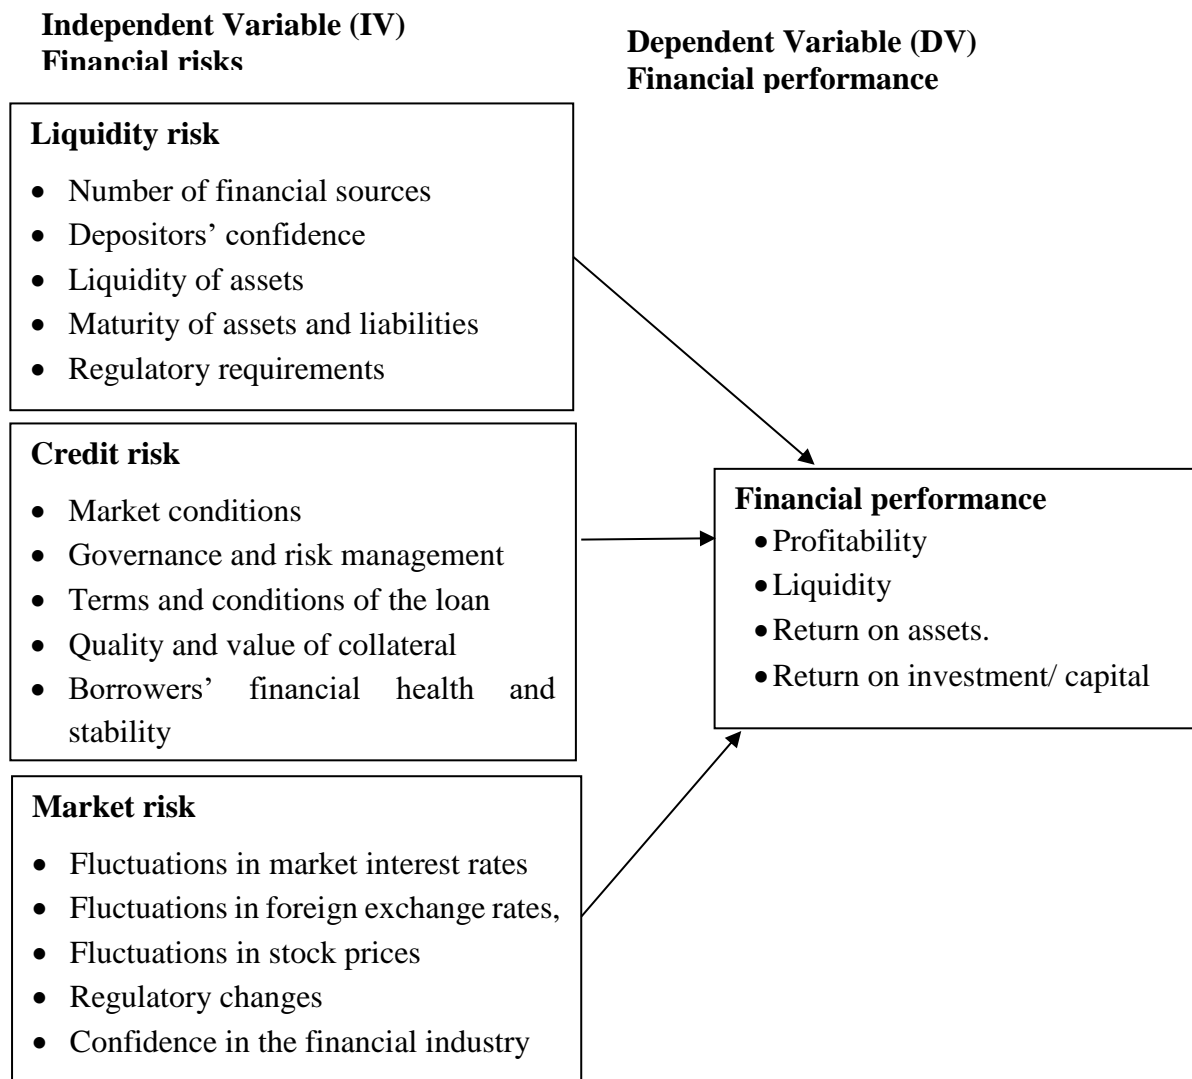 Independent Variable (IV)
Financial risks
Dependent Variable (DV)
Financial performance
Liquidity risk
• Number of financial sources
• Depositors’ confidence
• Liquidity of assets
• Maturity of assets and liabilities
• Regulatory requirements
Credit risk
• Market conditions
• Governance and risk management
• Terms and conditions of the loan
• Quality and value of collateral
• Borrowers’ financial health and
stability
Market risk
• Fluctuations in market interest rates
• Fluctuations in foreign exchange rates,
• Fluctuations in stock prices
• Regulatory changes
• Confidence in the financial industry
Financial performance
• Profitability
• Liquidity
• Return on assets.
• Return on investment/ capital